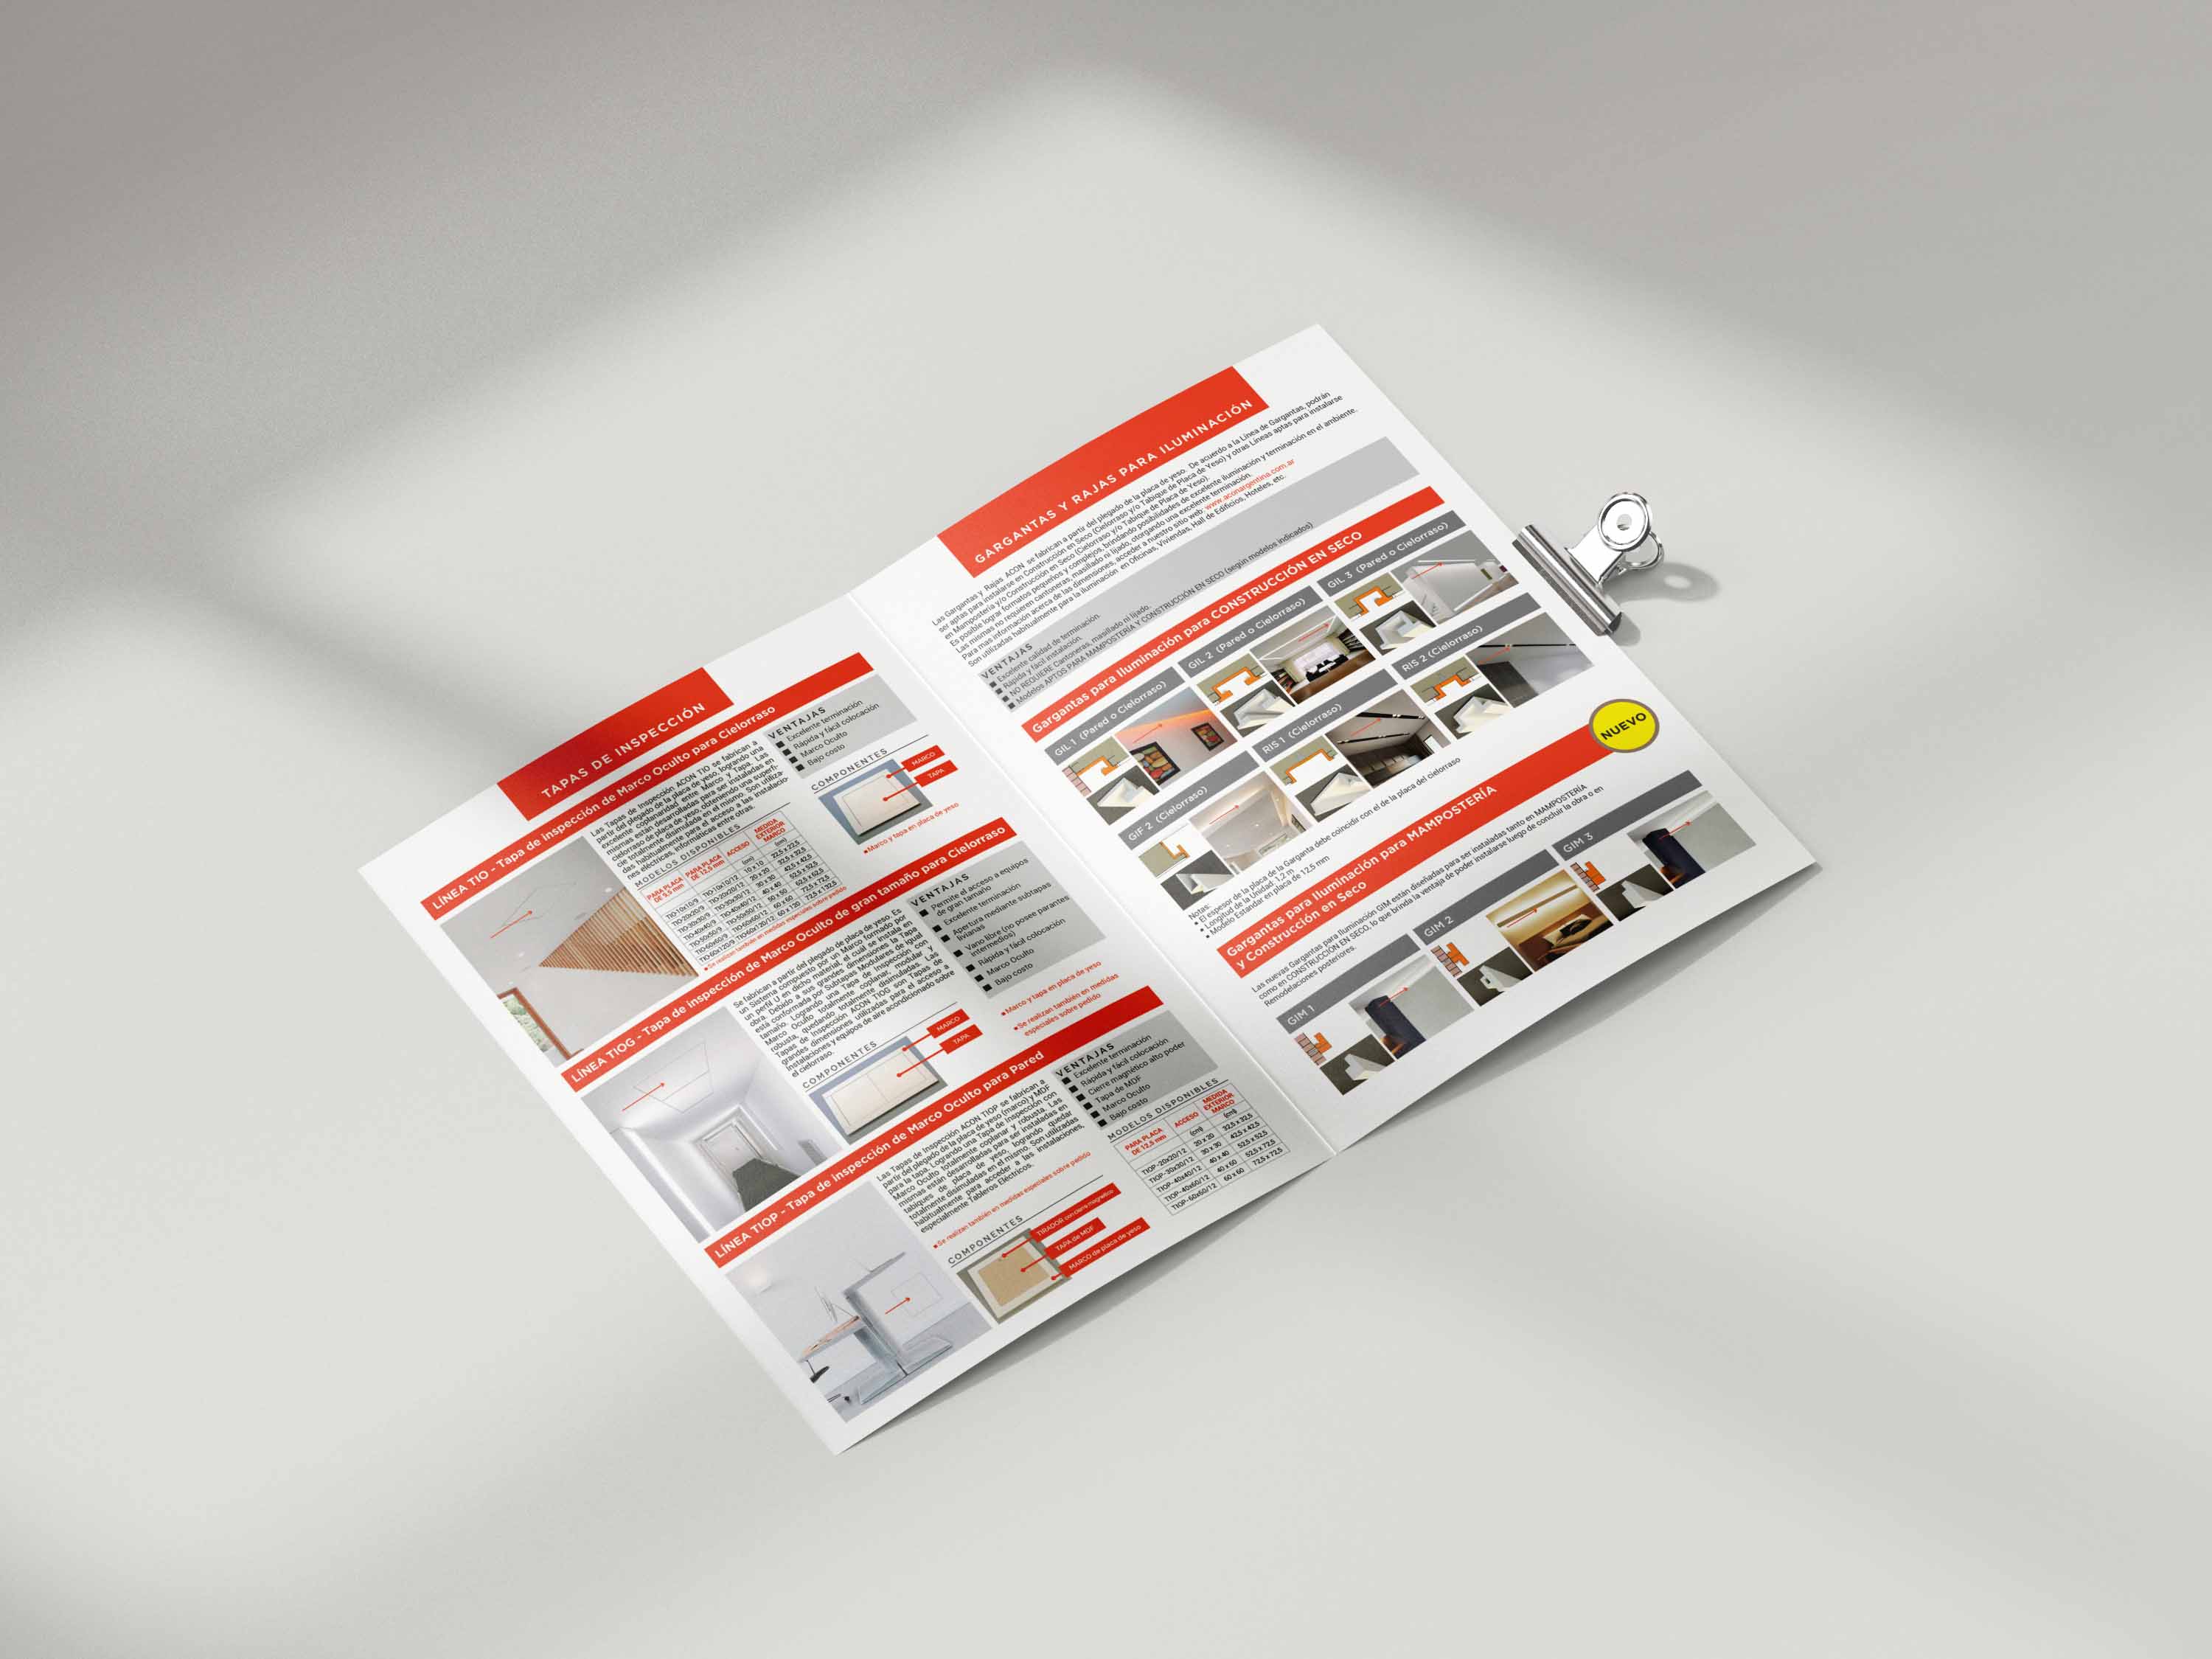 TAPAS DE INSPECCIÓN
LÍNEA TIO - Tapa de inspección de Marco Oculto para Cielorraso
Las Tapas de Inspección ACON TIO se fabrican a
partir del plegado de la placa de yeso, logrando una
excelente coplanaridad entre Marco y Tapa. Las
mismas están desarrolladas para ser instaladas en
cielorraso de placa de yeso, obteniendo una superfi-
cie totalmente disimulada en el mismo. Son utiliza-
das habitualmente para el acceso a las instalacio-
nes eléctricas, informáticas entre otras.
MODELOS DISPONIBLES
PARA PLACA DE 9,5 mm PARA PLACA DE 12,5 mm ACCESO (cm) MEDIDA EXTERIOR MARCO (cm)
TIO-10x10/9 TIO-10x10/12 10 x 10 22,5 x 22,5
TIO-20x20/9 TIO-20x20/12 20 x 20 32,5 x 32,5
TIO-30x30/9 TIO-30x30/12 30 x 30 42,5 x 42,5
TIO-40x40/9 TIO-40x40/12 40 x 40 52,5 x 52,5
TIO-50x50/9 TIO-50x50/12 50 x 50 62,5 x 62,5
TIO-60x60/9 TIO-60x60/12 60 x 60 72,5 x 72,5
TIO-60x120/9 TIO-60x120/12 60 x 120 72,5 x 132,5
Se realizan también en medidas especiales sobre pedido
VENTAJAS
Excelente terminación
Rápida y fácil colocación
Marco Oculto
Bajo costo
COMPONENTES
MARCO
TAPA
Marco y tapa en placa de yeso
LÍNEA TIOG - Tapa de inspección de Marco Oculto de gran tamaño para Cielorraso
Se fabrican a partir del plegado de placa de yeso. Es
un Sistema compuesto por un Marco formado por
un perfil U en dicho material, el cuál se instala en
obra. Debido a sus grandes dimensiones la Tapa
está conformada por Subtapas Modulares de igual
tamaño. Logrando una Tapa de Inspección, con
Marco Oculto totalmente coplanar, modular y
robusta, quedando totalmente disimuladas. Las
Tapas de Inspección ACON TIOG son Tapas de
grandes dimensiones utilizadas para el acceso a
instalaciones y equipos de aire acondicionado sobre
el cielorraso.
COMPONENTES
MARCO
TAPA
VENTAJAS
Permite el acceso a equipos
de gran tamaño
Excelente terminación
Apertura mediante subtapas
livianas
Vano libre (no posee parantes
intermedios)
Rápida y fácil colocación
Marco Oculto
Bajo costo
Marco y tapa en placa de yeso
Se realizan también en medidas
especiales sobre pedido
LÍNEA TIOP - Tapa de inspección de Marco Oculto para Pared
Las Tapas de Inspección ACON TIOP se fabrican a
partir del plegado de la placa de yeso (marco) y MDF
para la tapa. Logrando una Tapa de Inspección con
Marco Oculto totalmente coplanar y robusta. Las
mismas están desarrolladas para ser instaladas en
tabiques de placa de yeso, logrando quedar
totalmente disimuladas en el mismo. Son utilizadas
habitualmente para acceder a las instalaciones,
especialmente Tableros Eléctricos.
Se realizan también en medidas especiales sobre pedido
COMPONENTES
TIRADOR con cierre magnético
TAPA de MDF
MARCO de placa de yeso
VENTAJAS
Excelente terminación
Rápida y fácil colocación
Cierre magnético alto poder
Tapa de MDF
Marco Oculto
Bajo costo
MODELOS DISPONIBLES
PARA PLACA DE 12,5 mm ACCESO (cm) MEDIDA EXTERIOR MARCO (cm)
TIOP-20x20/12 20 x 20 32,5 x 32,5
TIOP-30x30/12 30 x 30 42,5 x 42,5
TIOP-40x40/12 40 x 40 52,5 x 52,5
TIOP-40x60/12 40 x 60 52,5 x 72,5
TIOP-60x60/12 60 x 60 72,5 x 72,5
GARGANTAS Y RAJAS PARA ILUMINACIÓN
Las Gargantas y Rajas ACON se fabrican a partir del plegado de la placa de yeso. De acuerdo a la Línea de Gargantas, podrán
ser aptas para instalarse en Construcción en Seco (Cielorraso y/o Tabique de Placa de Yeso) y otras Líneas aptas para instalarse
en Mampostería y/o Construcción en Seco (Cielorraso y/o Tabique de Placa de Yeso).
Es posible lograr formatos pequeños y complejos, brindando posibilidades de excelente iluminación y terminación en el ambiente.
Las mismas no requieren cantoneras, masillado ni lijado, otorgando una excelente terminación.
Para mas información acerca de las dimensiones, acceder a nuestro sitio web: www.aconargentina.com.ar
Son utilizadas habitualmente para la iluminación en Oficinas, Viviendas, Hall de Edificios, Hoteles, etc.
VENTAJAS
Excelente calidad de terminación.
Rápida y fácil instalación.
NO REQUIERE Cantoneras, masillado ni lijado.
Modelos APTOS PARA MAMPOSTERÍA Y CONSTRUCCIÓN EN SECO (según modelos indicados)
Gargantas para Iluminación para CONSTRUCCIÓN EN SECO
GIL 1 (Pared o Cielorraso)
GIL 2 (Pared o Cielorraso)
GIL 3 (Pared o Cielorraso)
GIF 2 (Cielorraso)
RIS 1 (Cielorraso)
RIS 2 (Cielorraso)
Notas:
El espesor de la placa de la Garganta debe coincidir con el de la placa del cielorraso
Longitud de la Unidad: 1,2 m
Modelo Estandar en placa de 12,5 mm
Gargantas para Iluminación para MAMPOSTERÍA
y Construcción en Seco
NUEVO
Las nuevas Gargantas para Iluminación GIM están diseñadas para ser instaladas tanto en MAMPOSTERÍA
como en CONSTRUCCIÓN EN SECO, lo que brinda la ventaja de poder instalarse luego de concluir la obra o en
Remodelaciones posteriores.
GIM 1
GIM 2
GIM 3